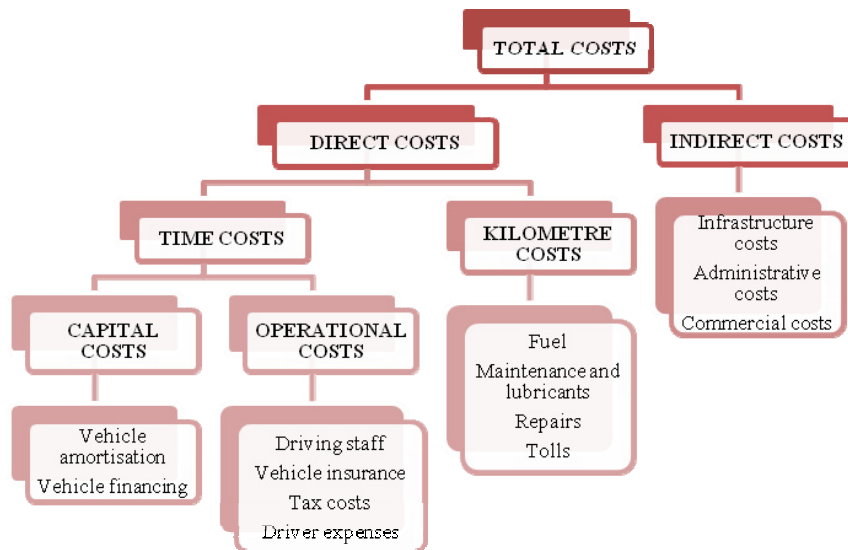 TOTAL COSTS
DIRECT COSTS
INDIRECT COSTS
TIME COSTS
KILOMETRE
COSTS
Infrastructure
costs
Administrative
costs
Commercial costs
CAPITAL
COSTS
OPERATIONAL
COSTS
Fuel
Maintenance and
lubricants
Repairs
Tolls
Vehicle
amortisation
Vehicle financing
Driving staff
Vehicle insurance
Tax costs
Driver expenses